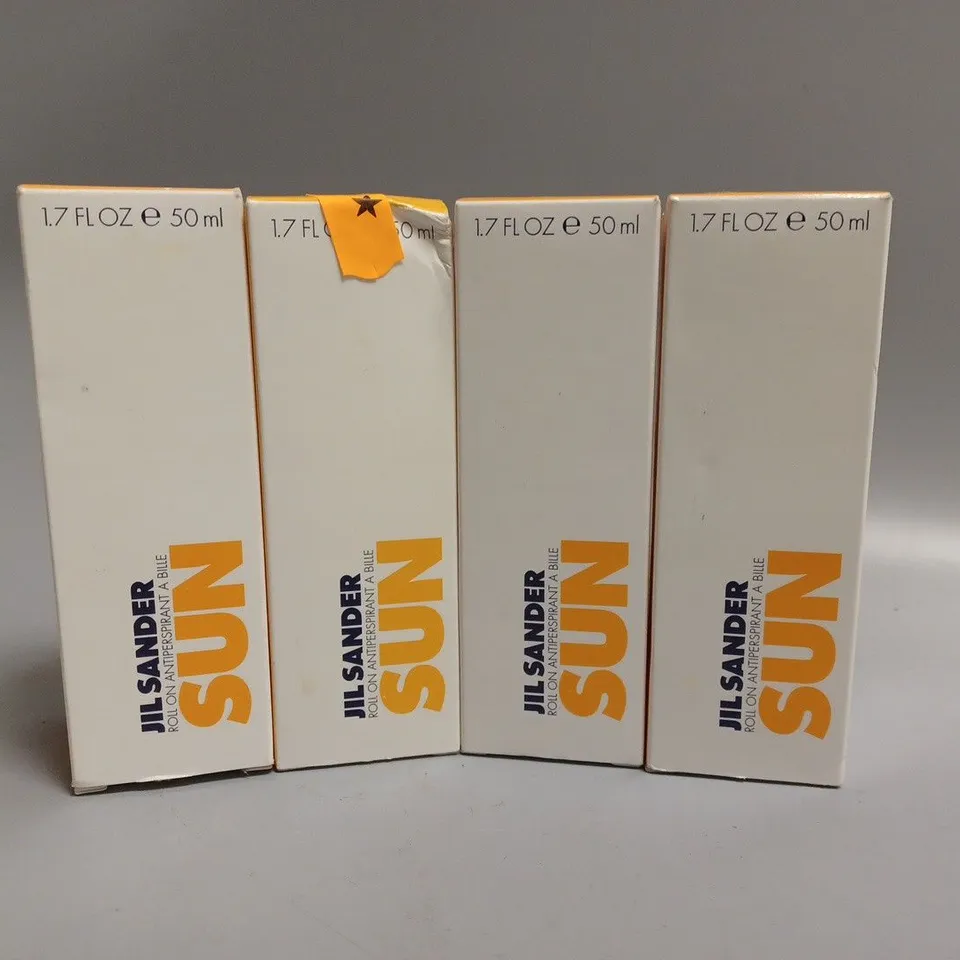 1.7 FL OZ e 50 ml
JIL SANDER
ROLL ON ANTIPERSPIRANT A BILLE
SUN
1.7 FL 50 ml
JIL SANDER
ROLL ON ANTIPERSPIRANT A BILLE
SUN
1.7 FL OZ e 50 ml
JIL SANDER
ROLL ON ANTIPERSPIRANT A BILLE
SUN
1.7 FL OZ e 50 ml
JIL SANDER
ROLL ON ANTIPERSPIRANT A BILLE
SUN